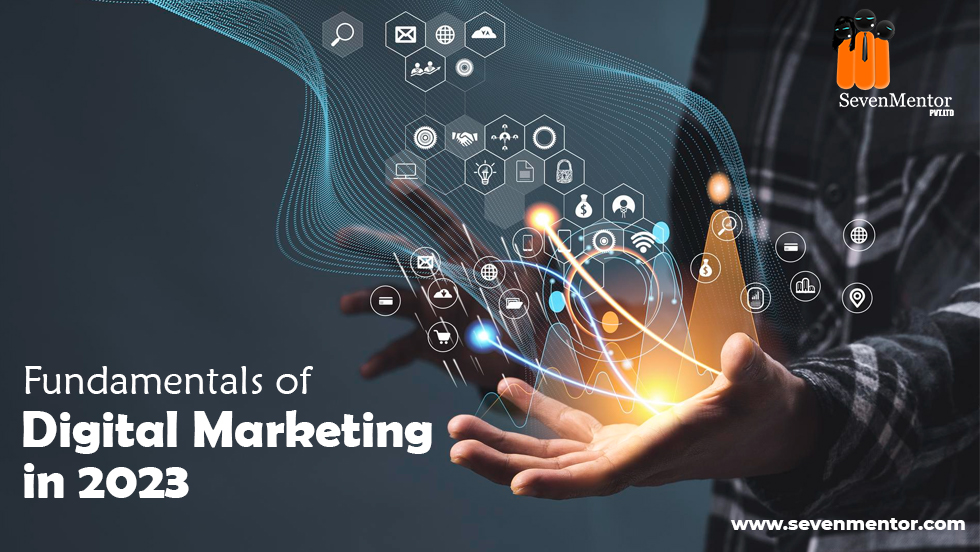 SevenMentor
PVT.LTD
Fundamentals of
Digital Marketing
in 2023
www.sevenmentor.com